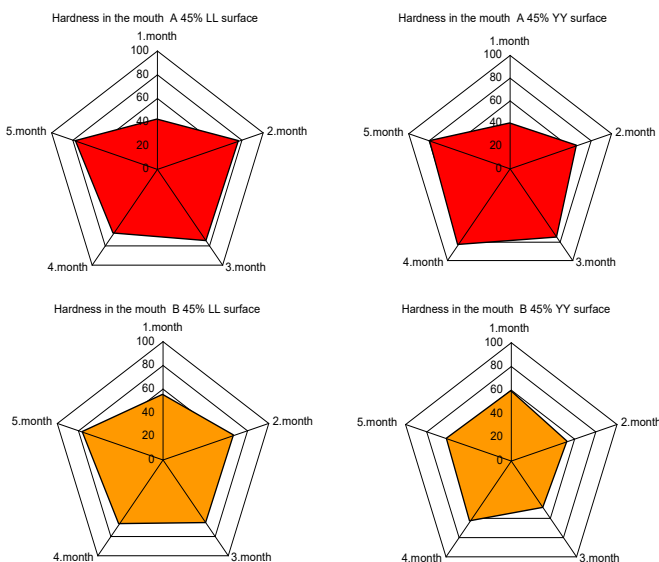 Hardness in the mouth  A 45% LL surface
1.month
100
80
60
40
20
0
2.month
3.month
4.month
5.month
Hardness in the mouth  A 45% YY surface
1.month
100
80
60
40
20
0
2.month
3.month
4.month
5.month
Hardness in the mouth  B 45% LL surface
1.month
100
80
60
40
20
0
2.month
3.month
4.month
5.month
Hardness in the mouth  B 45% YY surface
1.month
100
80
60
40
20
0
2.month
3.month
4.month
5.month